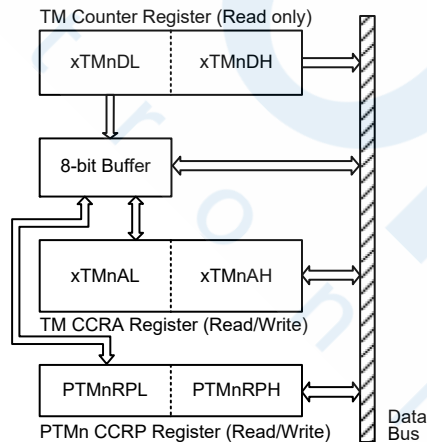 TM Counter Register (Read only)
xTMnDL xTMnDH
8-bit Buffer
xTMnAL xTMnAH
TM CCRA Register (Read/Write)
PTMnRPL PTMnRPH
PTMn CCRP Register (Read/Write)
Data
Bus